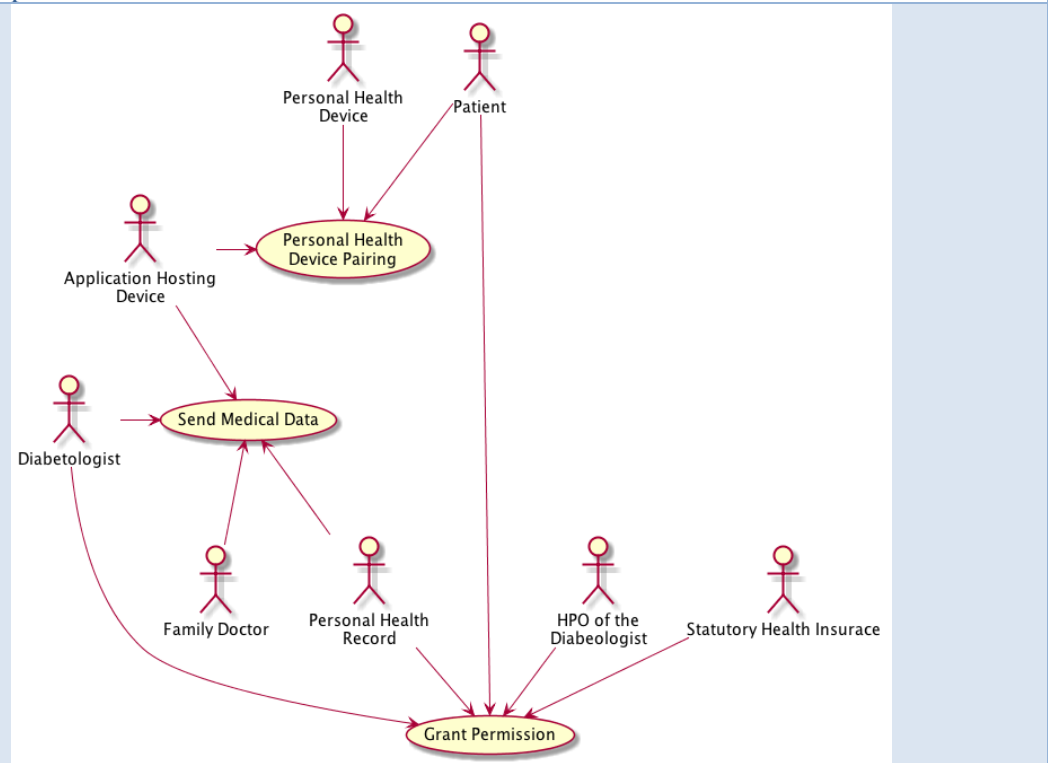 Personal Health
Device
Patient
Personal Health
Device Pairing
Application Hosting
Device
Send Medical Data
Diabetologist
Family Doctor
Personal Health
Record
HPO of the
Diabeologist
Statutory Health Insurace
Grant Permission